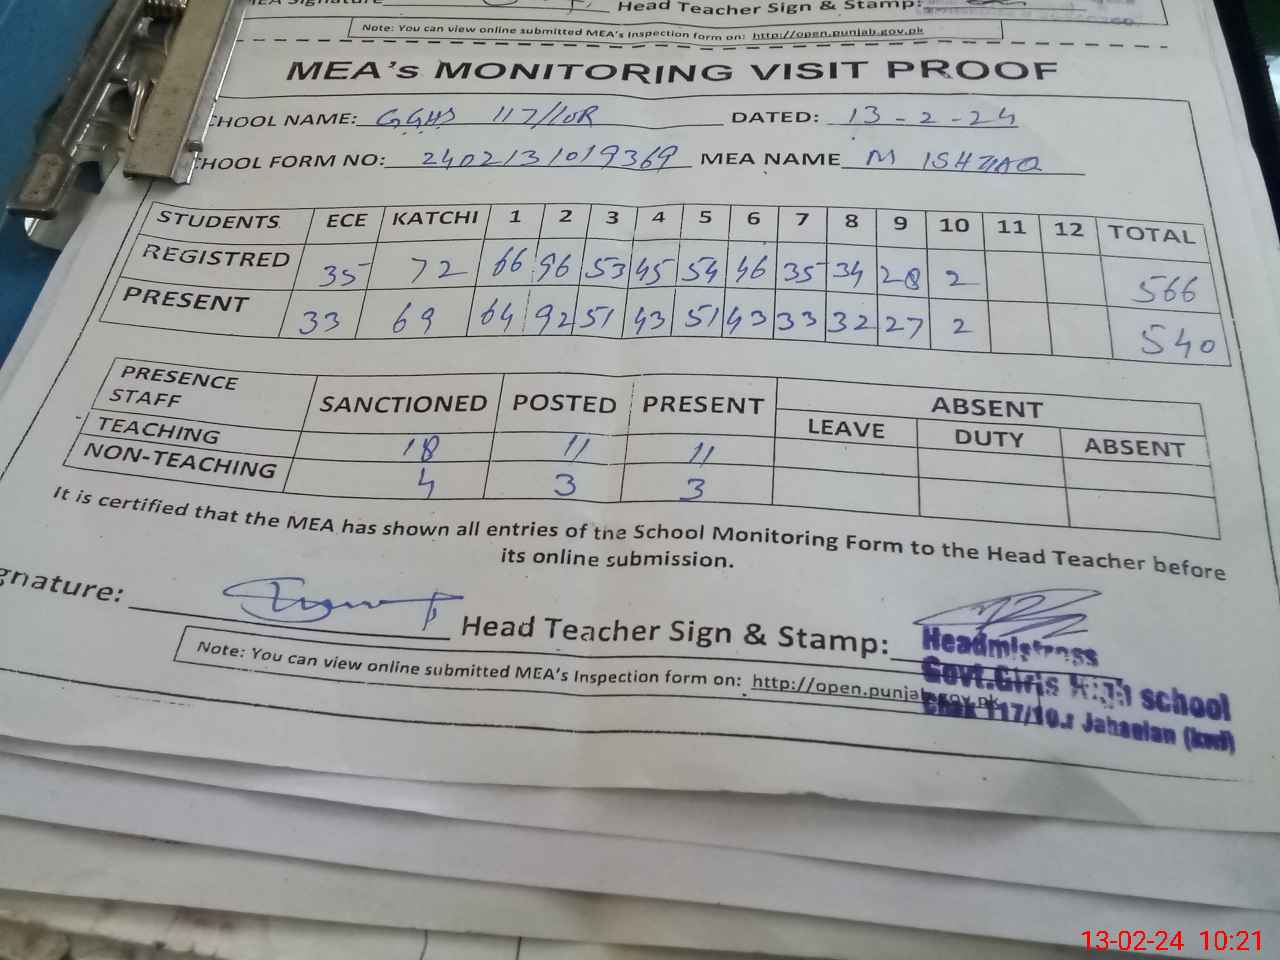 Head Teacher Sign & Stamp:
Note: You can view online submitted MEA's Inspection form on: http://open.punjab.gov.pk
MEA's MONITORING VISIT PROOF
CHOOL NAME: GGHS 117/10R DATED: 13-2-24
CHOOL FORM NO: 2402131019369 MEA NAME M ISHTIAQ
STUDENTS ECE KATCHI 1 2 3 4 5 6 7 8 9 10 11 12 TOTAL
REGISTRED 35 72 66 96 53 45 54 46 35 34 28 2 566
PRESENT 33 69 64 92 51 43 51 43 33 32 27 2 540
PRESENCE STAFF SANCTIONED POSTED PRESENT ABSENT
LEAVE DUTY ABSENT
TEACHING 18 11 11
NON-TEACHING 4 3 3
It is certified that the MEA has shown all entries of the School Monitoring Form to the Head Teacher before
its online submission.
gnature: Head Teacher Sign & Stamp:
Headmistress
Govt.Girls High school
Chak 117/10.r Jahanian (kwl)
Note: You can view online submitted MEA's Inspection form on: http://open.punjab.gov.pk
13-02-24 10:21